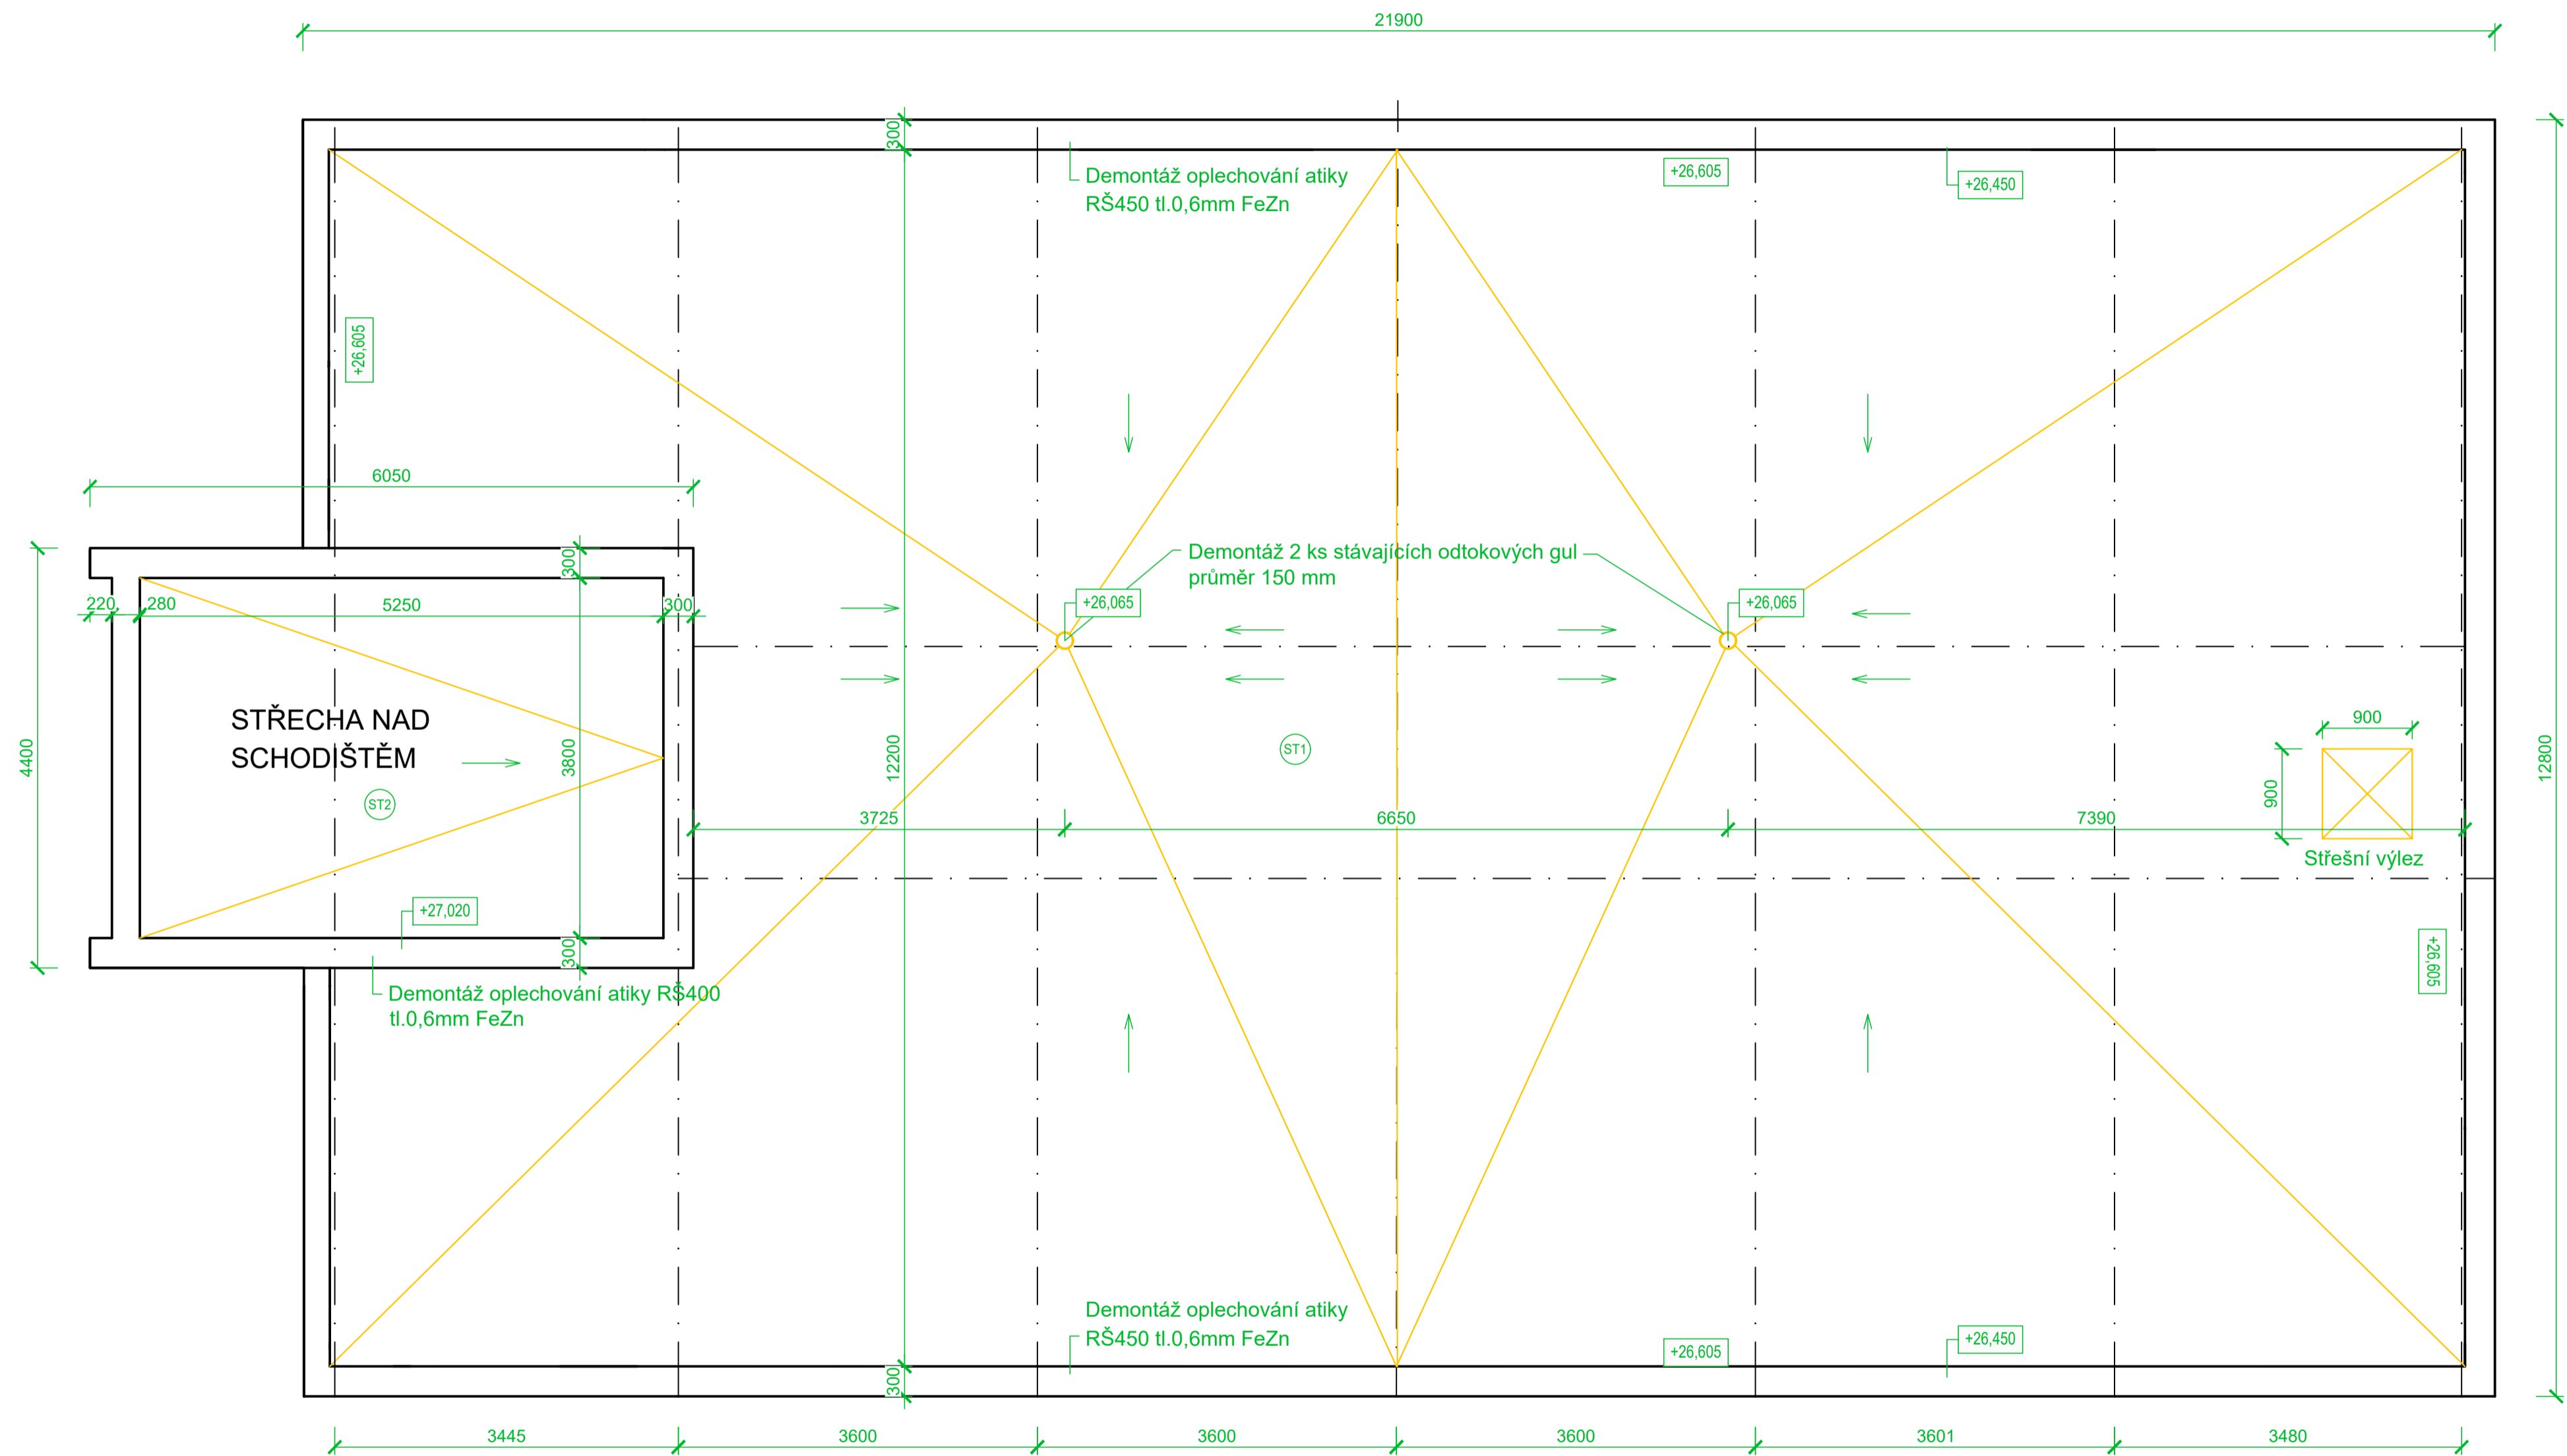 21900
300
Demontáž oplechování atiky
RŠ450 tl.0,6mm FeZn
+26,605
+26,450
+26,605
6050
300
Demontáž 2 ks stávajících odtokových gul
průměr 150 mm
220
280
5250
300
+26,065
+26,065
STŘECHA NAD
SCHODIŠTĚM
4400
3800
12200
ST1
ST2
900
900
12800
3725
6650
7390
Střešní výlez
+27,020
300
+26,605
Demontáž oplechování atiky RŠ400
tl.0,6mm FeZn
Demontáž oplechování atiky
RŠ450 tl.0,6mm FeZn
+26,605
+26,450
300
3445
3600
3600
3600
3601
3480